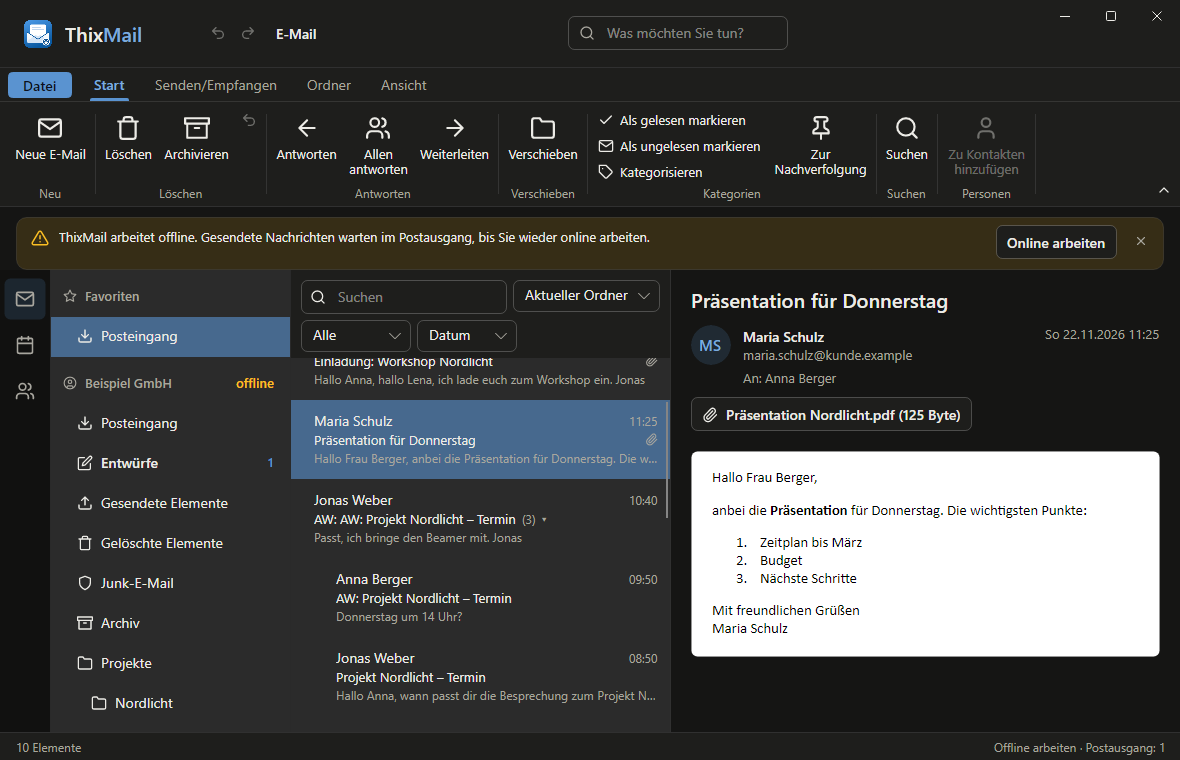 ThixMail
E-Mail
Was möchten Sie tun?
Datei
Start
Senden/Empfangen
Ordner
Ansicht
Neue E-Mail
Neu
Löschen
Archivieren
Löschen
Antworten
Allen antworten
Weiterleiten
Antworten
Verschieben
Verschieben
Als gelesen markieren
Als ungelesen markieren
Kategorisieren
Zur Nachverfolgung
Kategorien
Suchen
Suchen
Zu Kontakten hinzufügen
Personen
ThixMail arbeitet offline. Gesendete Nachrichten warten im Postausgang, bis Sie wieder online arbeiten.
Online arbeiten
Favoriten
Posteingang
Beispiel GmbH offline
Posteingang
Entwürfe 1
Gesendete Elemente
Gelöschte Elemente
Junk-E-Mail
Archiv
Projekte
Nordlicht
Suchen
Aktueller Ordner
Alle
Datum
Einladung: Workshop Nordlicht
Hallo Anna, hallo Lena, ich lade euch zum Workshop ein. Jonas
Maria Schulz 11:25
Präsentation für Donnerstag
Hallo Frau Berger, anbei die Präsentation für Donnerstag. Die w...
Jonas Weber 10:40
AW: AW: Projekt Nordlicht – Termin (3)
Passt, ich bringe den Beamer mit. Jonas
Anna Berger 09:50
AW: Projekt Nordlicht – Termin
Donnerstag um 14 Uhr?
Jonas Weber 08:50
Projekt Nordlicht – Termin
Hallo Anna, wann passt dir die Besprechung zum Projekt N...
Präsentation für Donnerstag
MS
Maria Schulz
So 22.11.2026 11:25
maria.schulz@kunde.example
An: Anna Berger
Präsentation Nordlicht.pdf (125 Byte)
Hallo Frau Berger,
anbei die Präsentation für Donnerstag. Die wichtigsten Punkte:
1. Zeitplan bis März
2. Budget
3. Nächste Schritte
Mit freundlichen Grüßen
Maria Schulz
10 Elemente
Offline arbeiten · Postausgang: 1